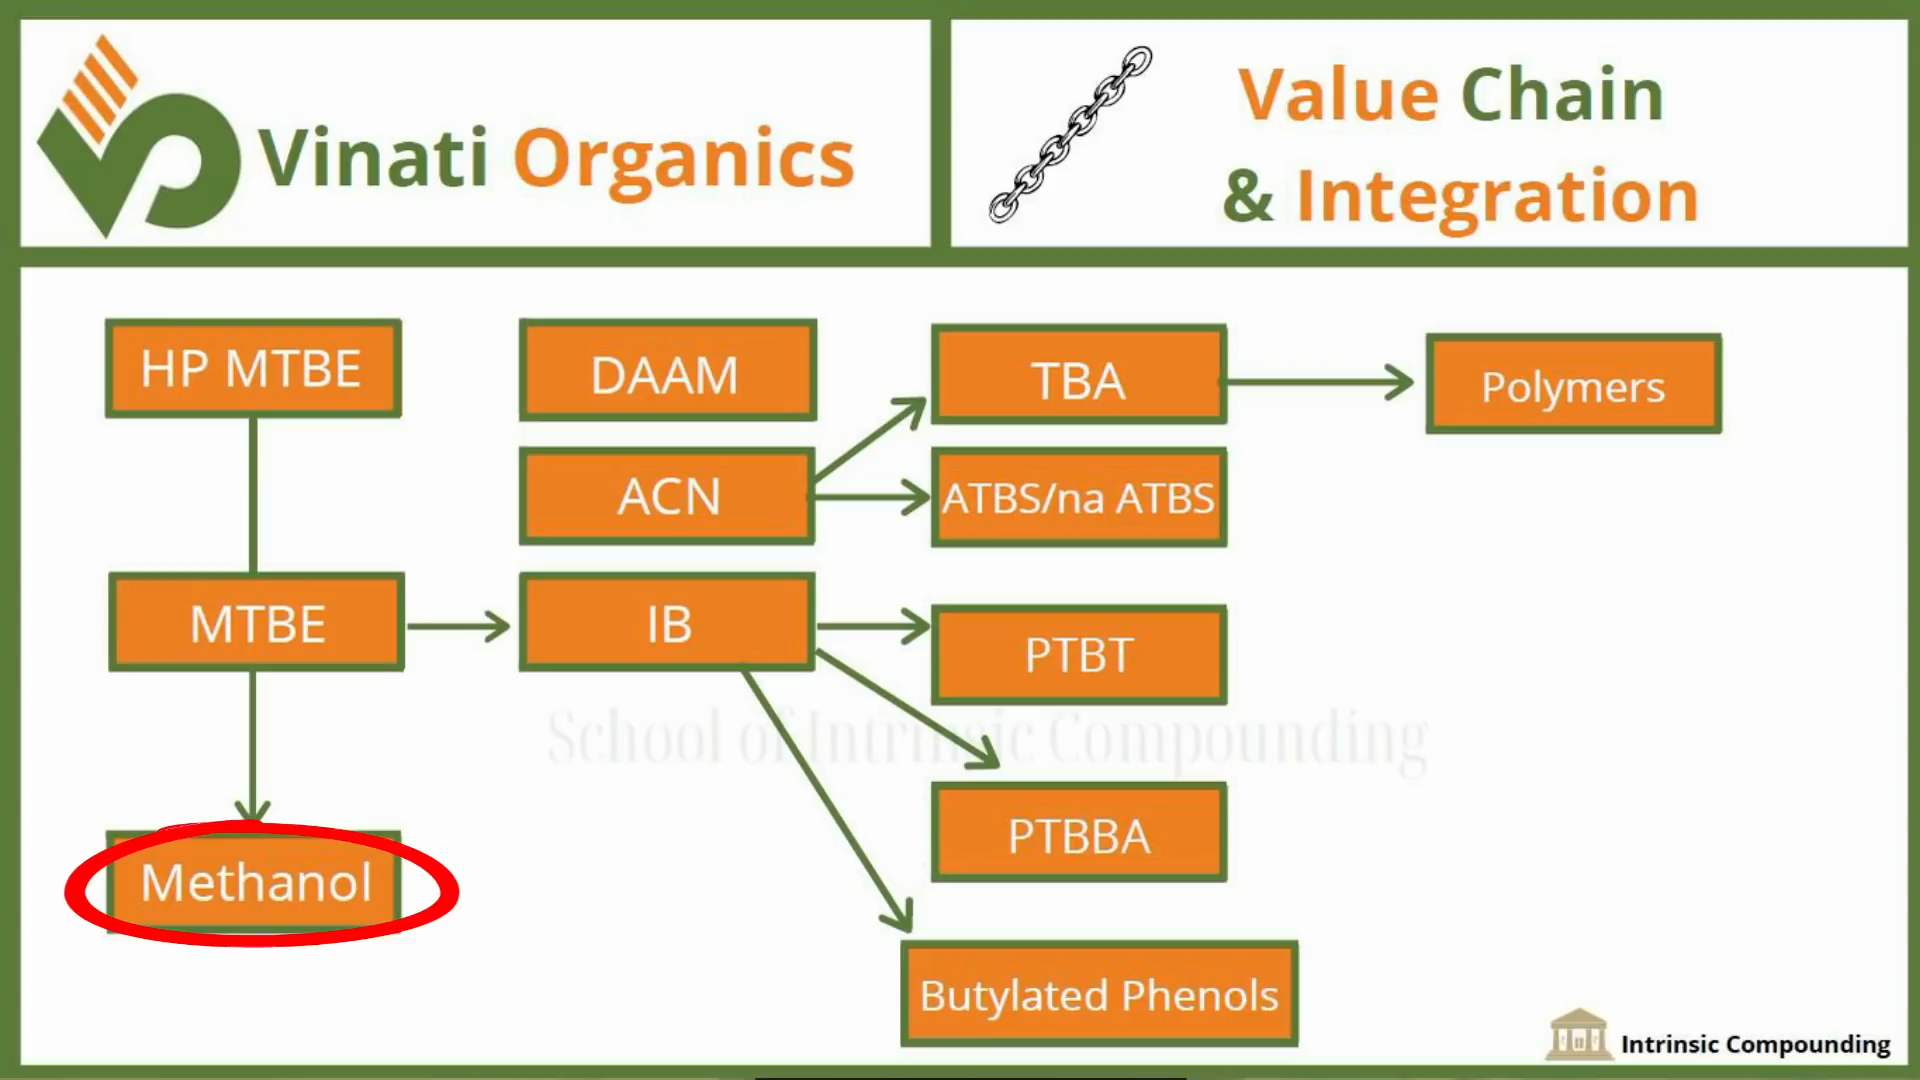 Vinati Organics
Value Chain
& Integration
HP MTBE
DAAM
TBA
Polymers
ACN
ATBS/na ATBS
MTBE
IB
PTBT
School of Intrinsic Compounding
PTBBA
Methanol
Butylated Phenols
Intrinsic Compounding